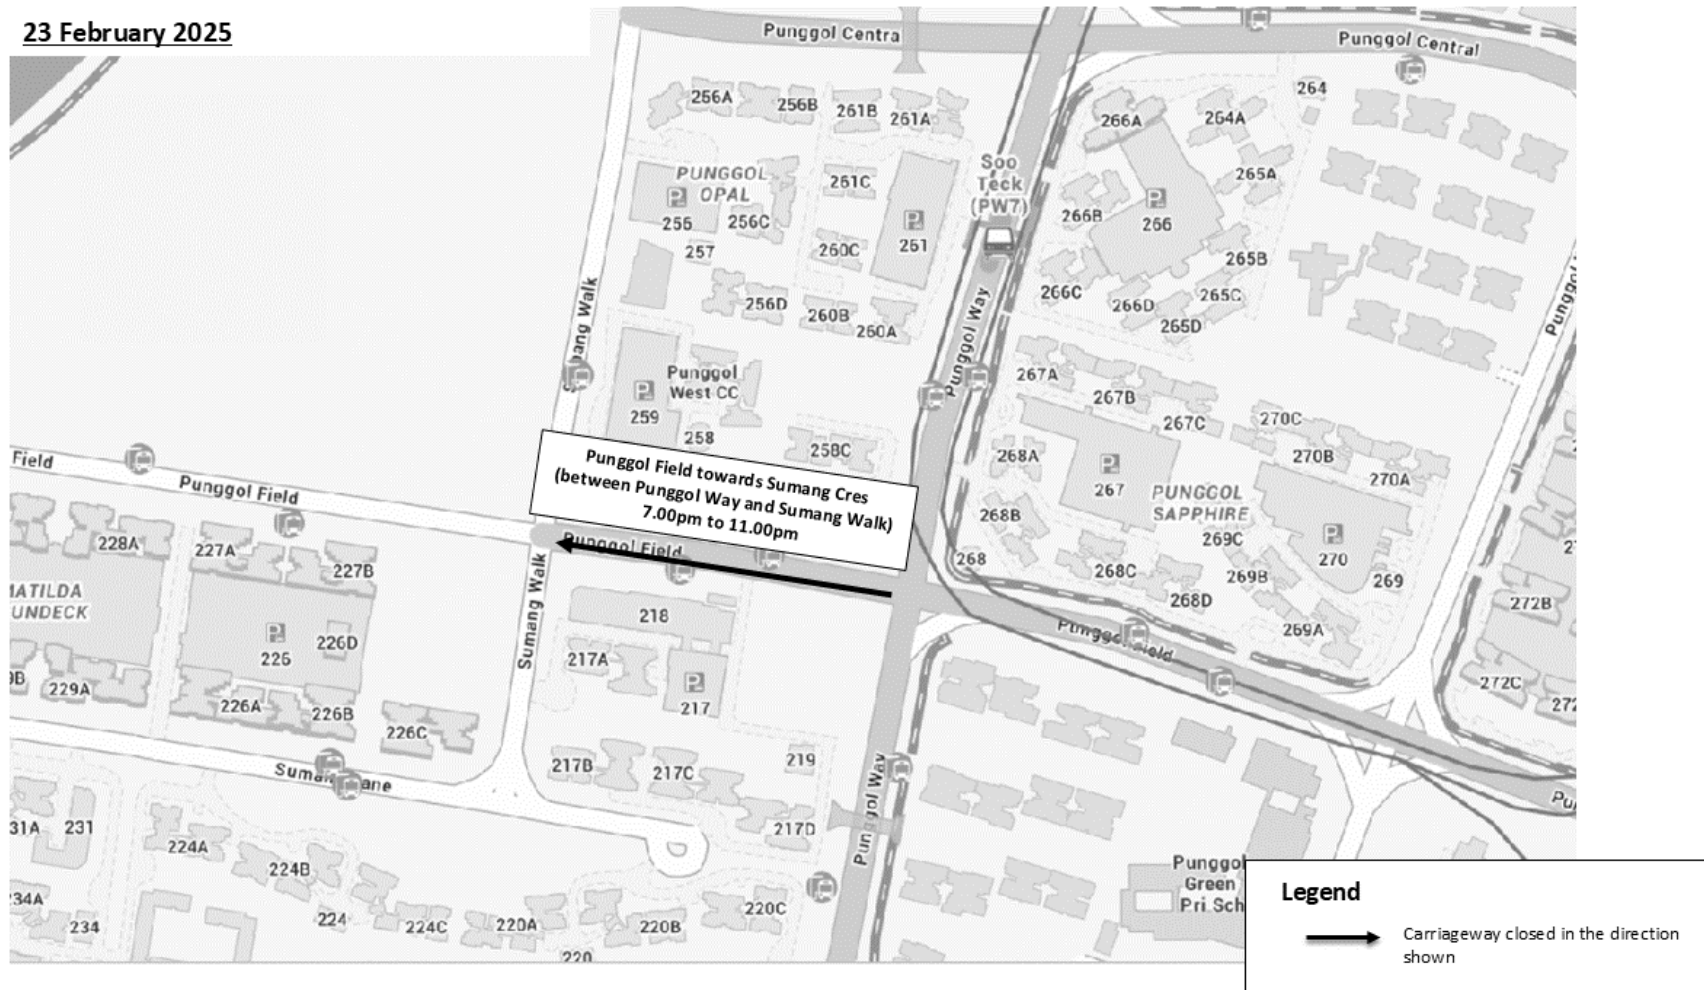 23 February 2025
Punggol Centra
Punggol Central
264
256A
256B
261B
261A
266A
264A
Soo
Teck
(PW7)
PUNGGOL
OPAL
261C
265A
256
256C
266B
266
257
260C
261
265B
266C
256D
260B
260A
266D
265C
265D
Punggol Way
Punggol
West CC
259
258
258C
267A
267B
267C
270C
270B
270A
268A
267
PUNGGOL
SAPPHIRE
268B
269C
270
268
268C
269B
269
268D
269A
272B
272C
272
Field
Punggol Field
Punggol Field towards Sumang Cres
(between Punggol Way and Sumang Walk)
7.00pm to 11.00pm
Punggol Field
Punggol Field
228A
227A
227B
MATILDA
UNDECK
226
226D
229A
226A
226B
226C
Sumang Walk
218
217A
217
217B
217C
219
217D
Punggol Way
31A
231
224A
224B
34A
234
224
224C
220A
220B
220C
220
Punggol
Green
Pri Sch
Legend
Carriageway closed in the direction
shown